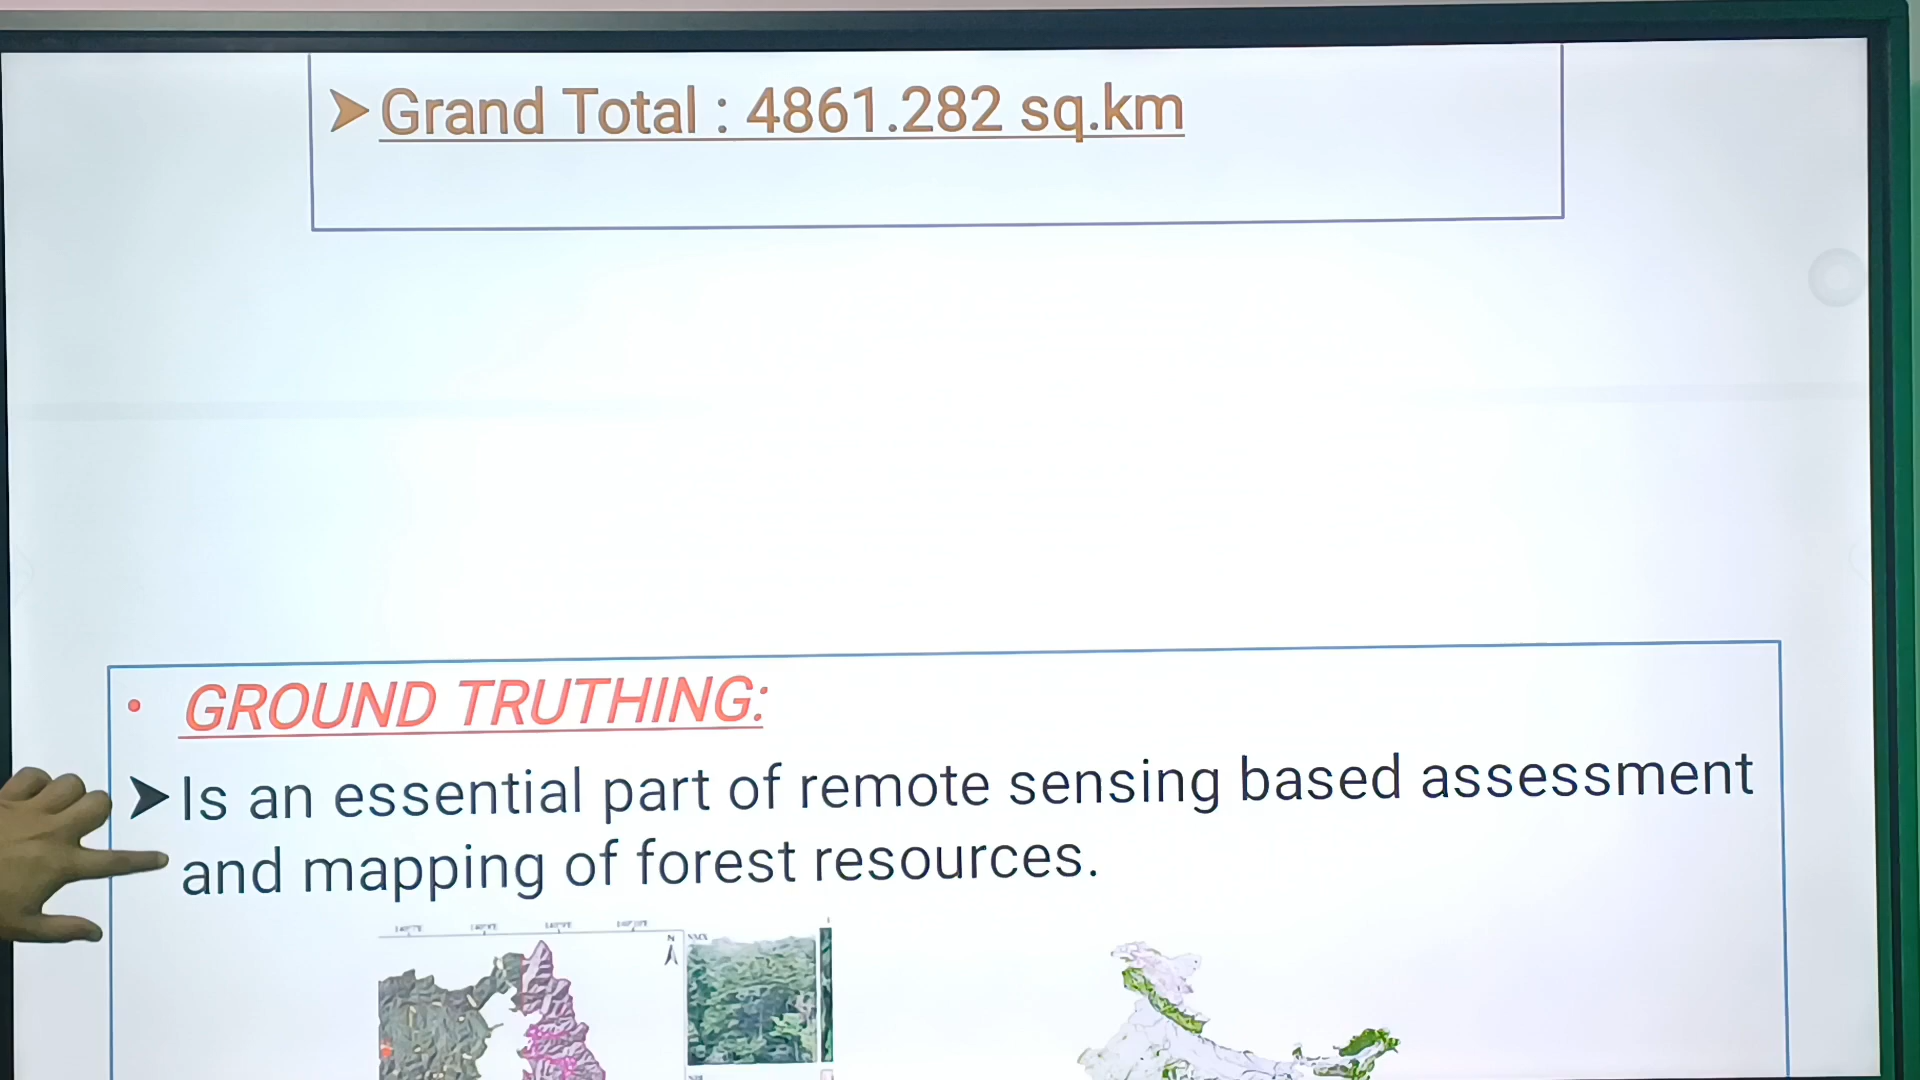 ➤Grand Total : 4861.282 sq.km
• GROUND TRUTHING:
➤Is an essential part of remote sensing based assessment
and mapping of forest resources.
N